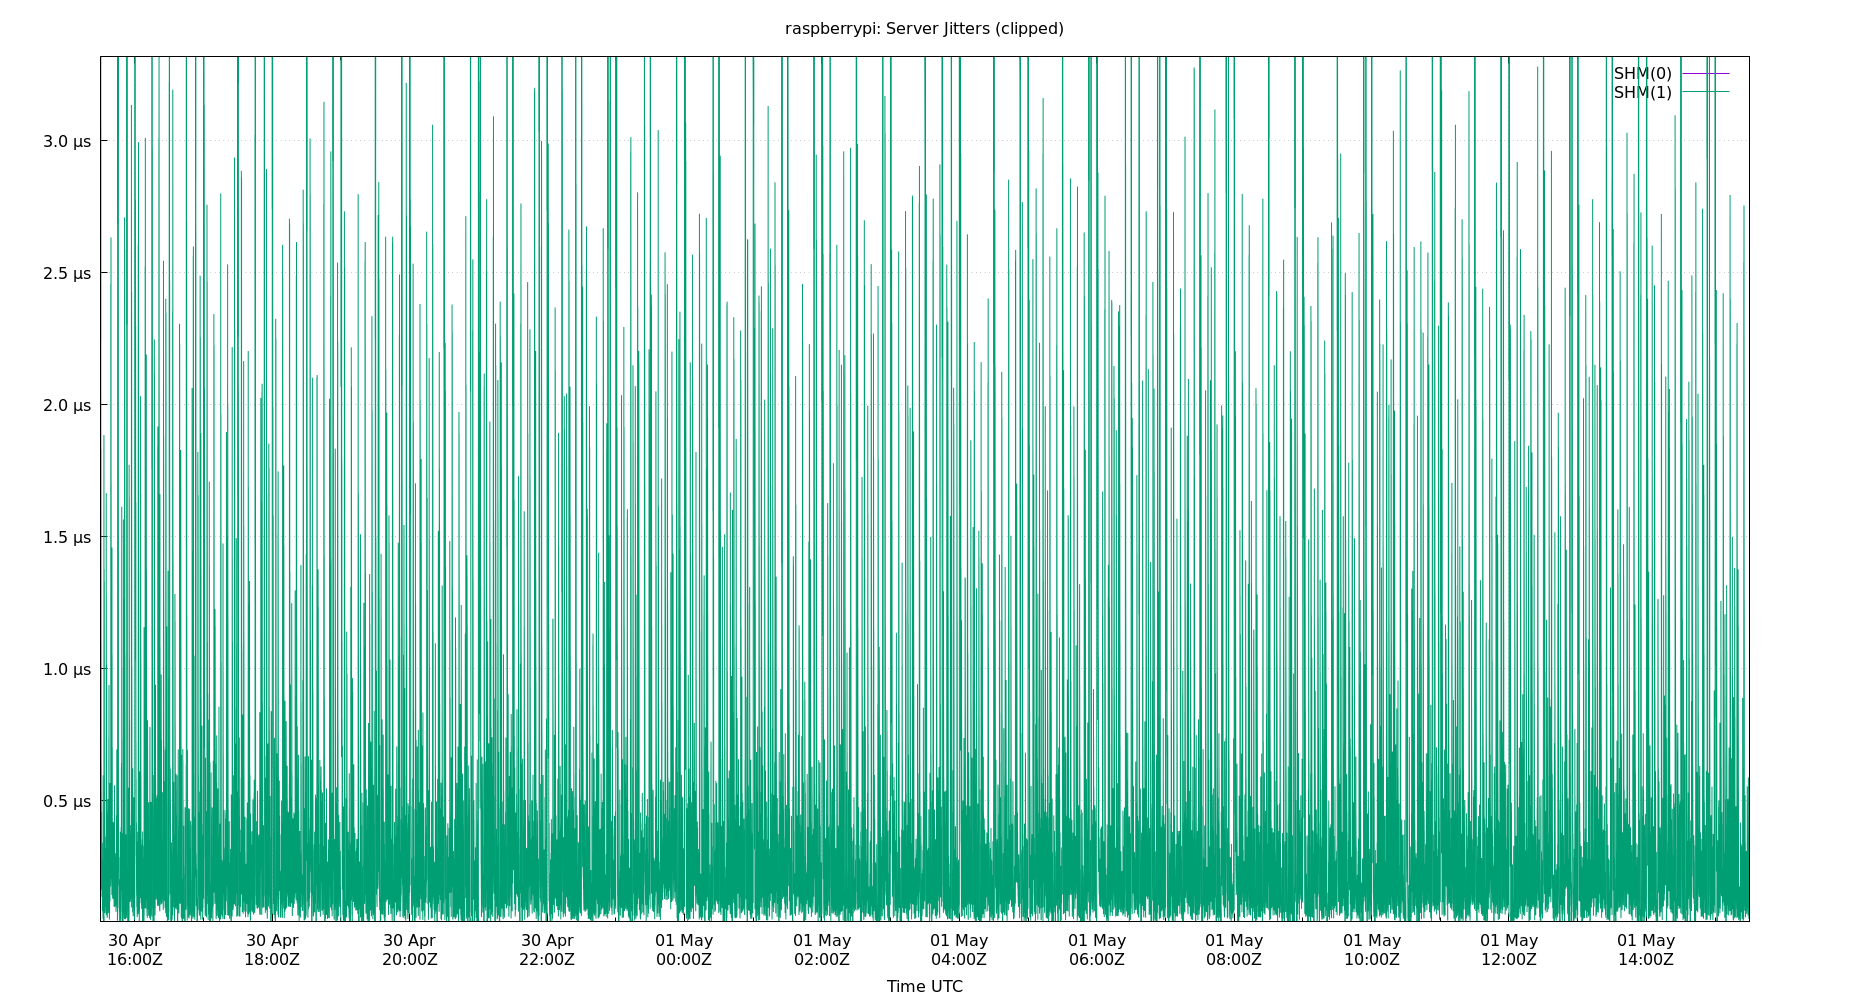 raspberrypi: Server Jitters (clipped)
SHM(0)
SHM(1)
3.0 µs
2.5 µs
2.0 µs
1.5 µs
1.0 µs
0.5 µs
30 Apr 30 Apr 30 Apr 30 Apr 01 May 01 May 01 May 01 May 01 May 01 May 01 May 01 May
16:00Z 18:00Z 20:00Z 22:00Z 00:00Z 02:00Z 04:00Z 06:00Z 08:00Z 10:00Z 12:00Z 14:00Z
Time UTC